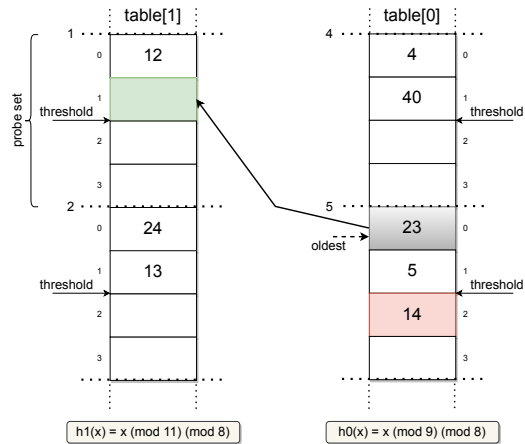 table[1]
table[0]
1
4
0
12
4
0
1
40
1
threshold
threshold
probe set
2
2
3
3
2
5
0
24
23
0
oldest
1
13
5
1
threshold
threshold
2
14
2
3
3
h1(x) = x (mod 11) (mod 8)
h0(x) = x (mod 9) (mod 8)